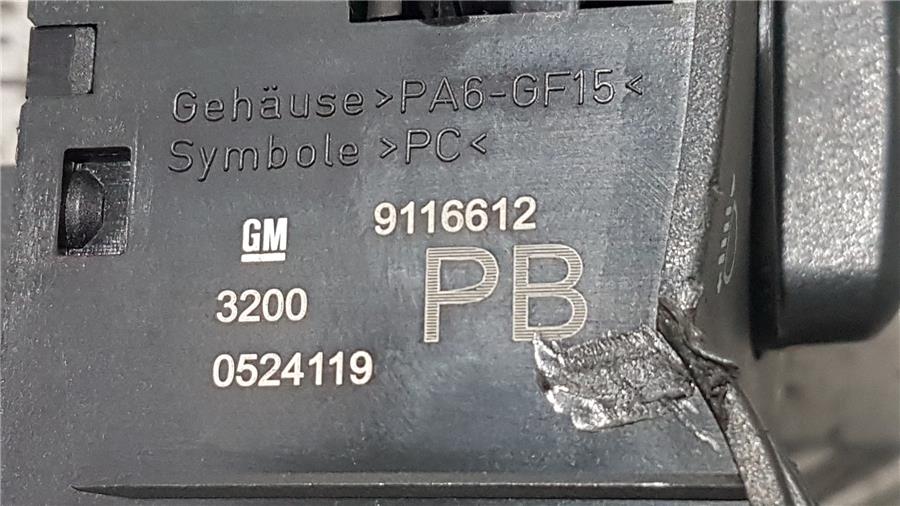 Gehäuse >PA6-GF15<
Symbole >PC<
GM 9116612
3200 PB
0524119